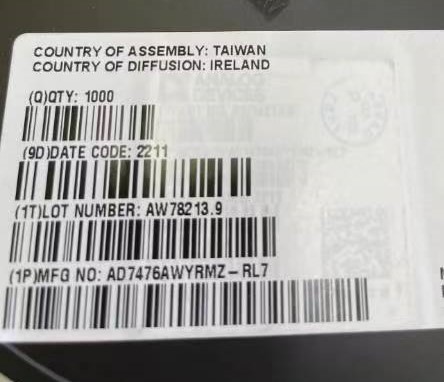 COUNTRY OF ASSEMBLY: TAIWAN
COUNTRY OF DIFFUSION: IRELAND
(Q)QTY: 1000
(9D)DATE CODE: 2211
(1T)LOT NUMBER: AW78213.9
(1P)MFG NO: AD7476AWYRMZ-RL7